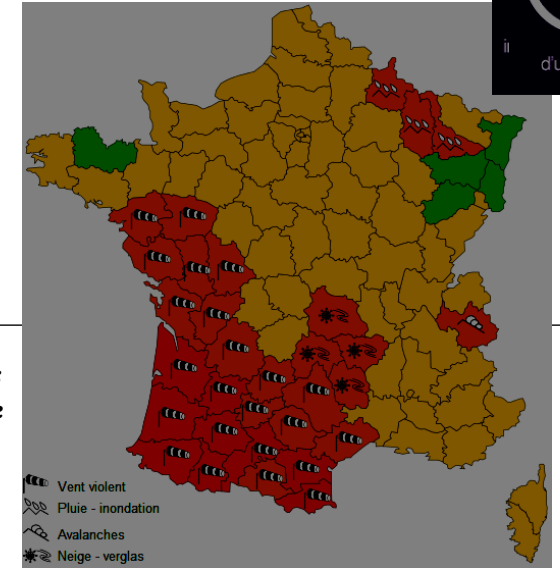 d'u
Vent violent
Pluie - inondation
Avalanches
Neige - verglas